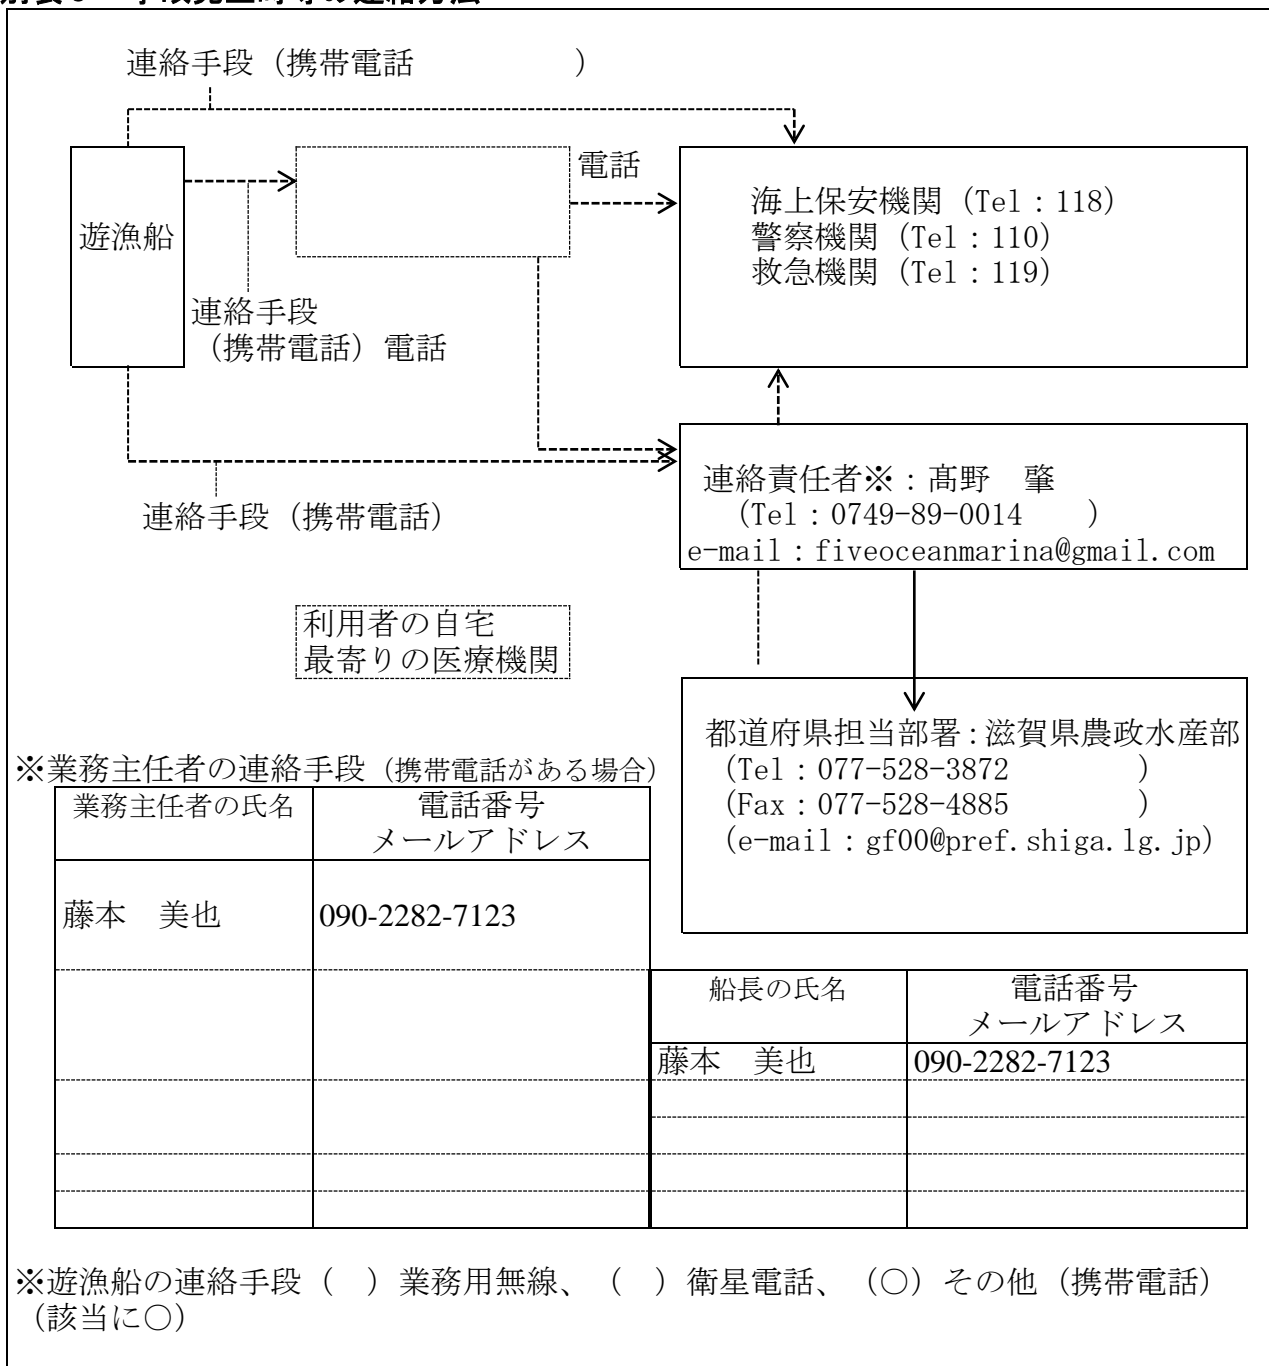 連絡手段（携帯電話　　　　　）
電話
遊漁船
海上保安機関（Tel：118）
警察機関（Tel：110）
救急機関（Tel：119）
連絡手段
（携帯電話）電話
連絡手段（携帯電話）
連絡責任者※：髙野　肇
（Tel：0749-89-0014　　）
e-mail：fiveoceanmarina@gmail.com
利用者の自宅
最寄りの医療機関
都道府県担当部署：滋賀県農政水産部
（Tel：077-528-3872　　　　）
（Fax：077-528-4885　　　　）
（e-mail：gf00@pref.shiga.lg.jp）
※業務主任者の連絡手段（携帯電話がある場合）
業務主任者の氏名　電話番号
メールアドレス
藤本　美也　090-2282-7123
船長の氏名　電話番号
メールアドレス
藤本　美也　090-2282-7123
※遊漁船の連絡手段（　）業務用無線、（　）衛星電話、（○）その他（携帯電話）
（該当に○）